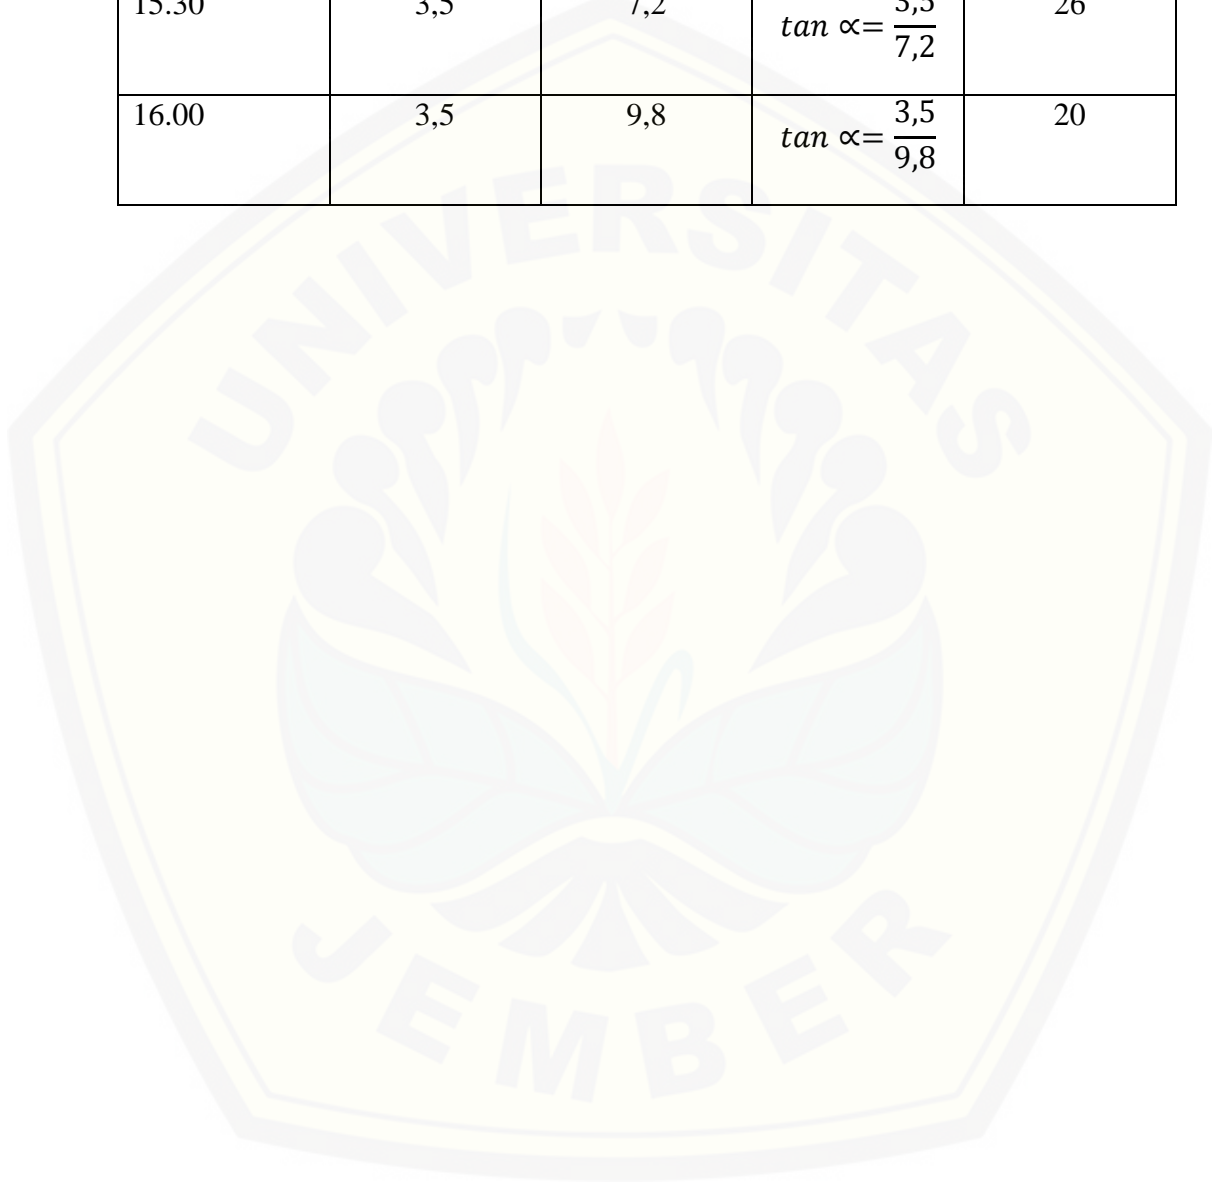 15.30 3,5 7,2 tan ∝= 3,5/7,2 26
16.00 3,5 9,8 tan ∝= 3,5/9,8 20
UNIVERSITAS
JEMBER